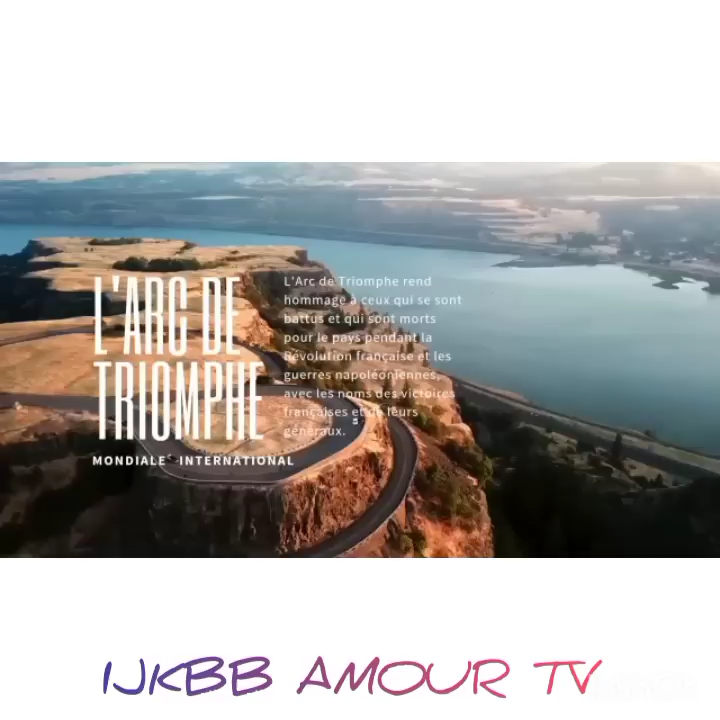 L'ARC DE
TRIOMPHE
MONDIALE INTERNATIONAL
L'Arc de Triomphe rend
hommage à ceux qui se sont
battus et qui sont morts
pour le pays pendant la
Révolution française et les
guerres napoléoniennes,
avec les noms des victoires
françaises et de leurs
généraux.
IJKBB AMOUR TV